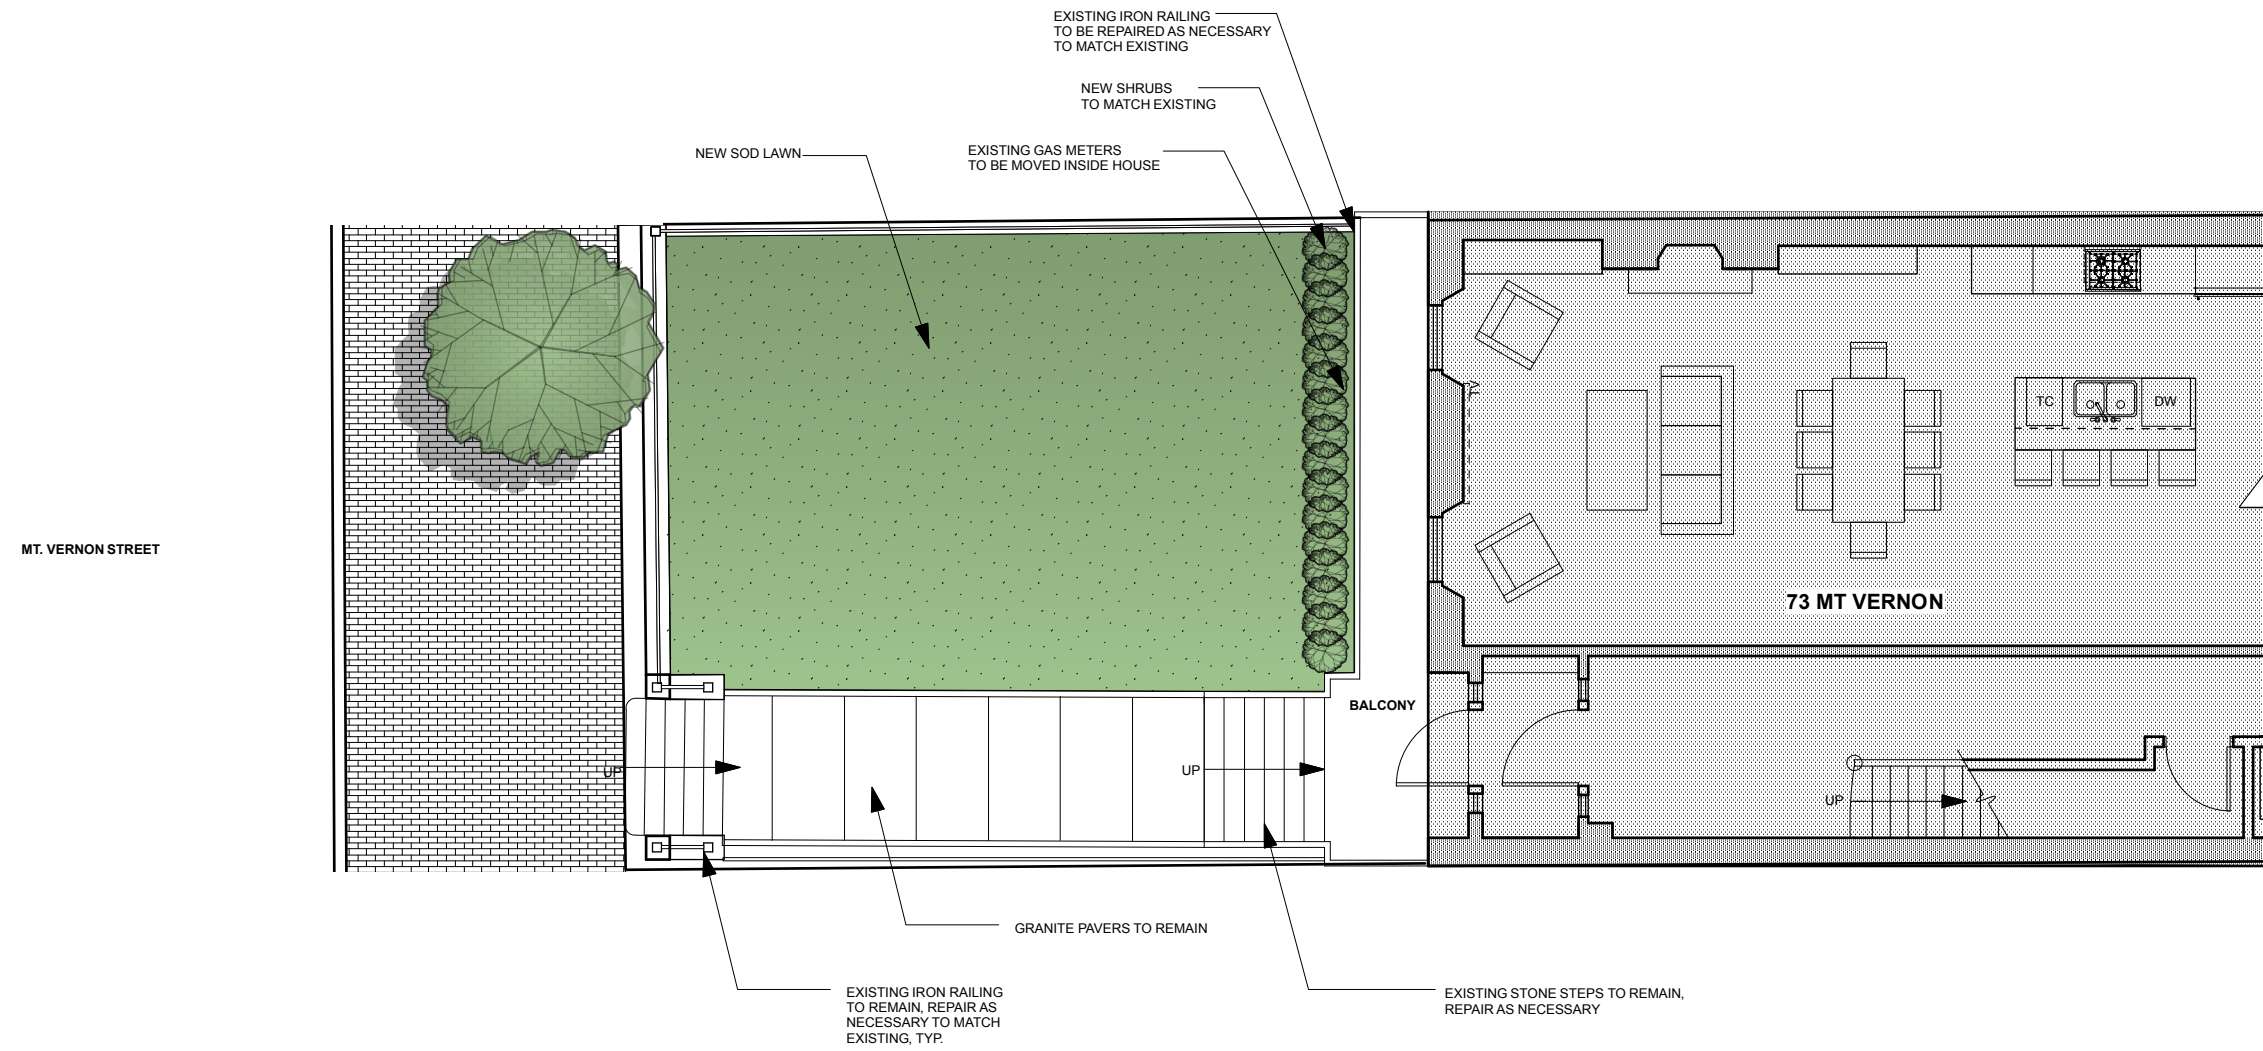 EXISTING IRON RAILING
TO BE REPAIRED AS NECESSARY
TO MATCH EXISTING
NEW SHRUBS
TO MATCH EXISTING
NEW SOD LAWN
EXISTING GAS METERS
TO BE MOVED INSIDE HOUSE
TV
TC
DW
MT. VERNON STREET
73 MT VERNON
BALCONY
UP
UP
UP
GRANITE PAVERS TO REMAIN
EXISTING IRON RAILING
TO REMAIN, REPAIR AS
NECESSARY TO MATCH
EXISTING, TYP.
EXISTING STONE STEPS TO REMAIN,
REPAIR AS NECESSARY